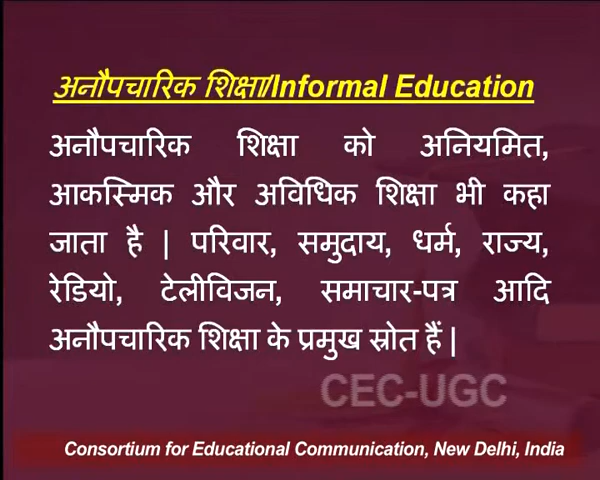 अनौपचारिक शिक्षा/Informal Education
अनौपचारिक शिक्षा को अनियमित,
आकस्मिक और अविधिक शिक्षा भी कहा
जाता है | परिवार, समुदाय, धर्म, राज्य,
रेडियो, टेलीविजन, समाचार-पत्र आदि
अनौपचारिक शिक्षा के प्रमुख स्रोत हैं |
CEC-UGC
Consortium for Educational Communication, New Delhi, India